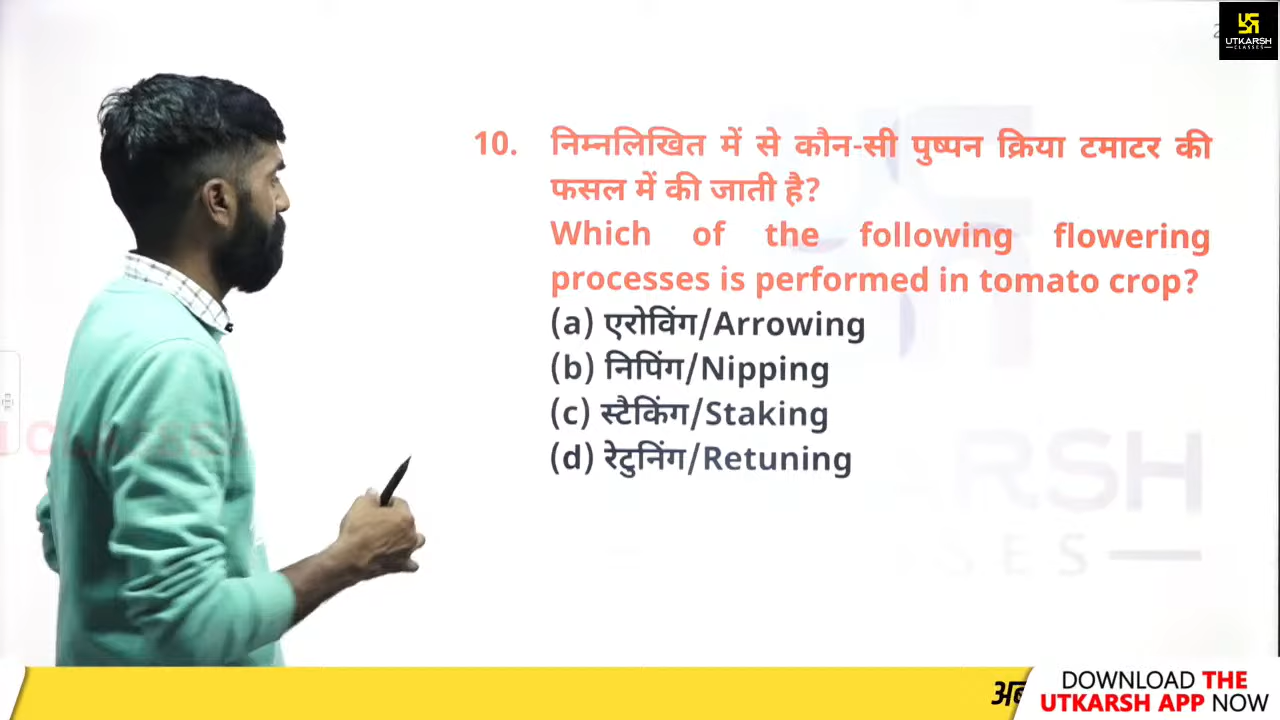 UTKARSH
CLASSES
10. निम्नलिखित में से कौन-सी पुष्पन क्रिया टमाटर की
फसल में की जाती है?
Which of the following flowering
processes is performed in tomato crop?
(a) एरोविंग/Arrowing
(b) निपिंग/Nipping
(c) स्टैकिंग/Staking
(d) रेटुनिंग/Retuning
DOWNLOAD THE
UTKARSH APP NOW